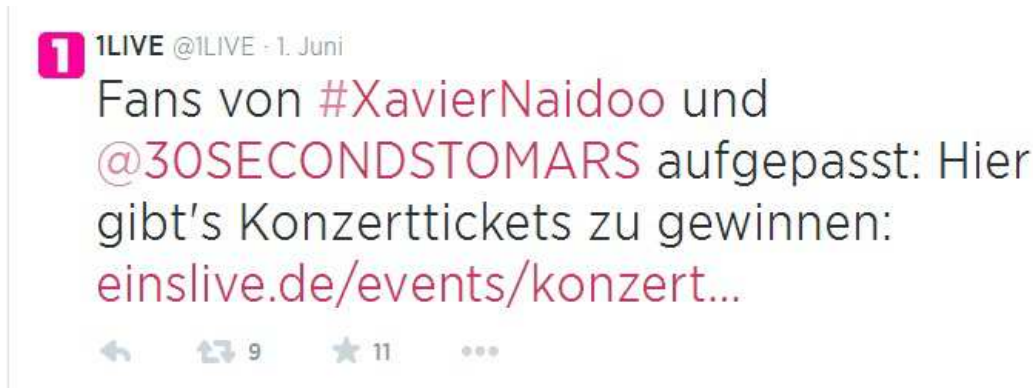 1 1LIVE @1LIVE · 1. Juni
Fans von #XavierNaidoo und
@30SECONDSTOMARS aufgepasst: Hier
gibt's Konzerttickets zu gewinnen:
einslive.de/events/konzert...
9 11